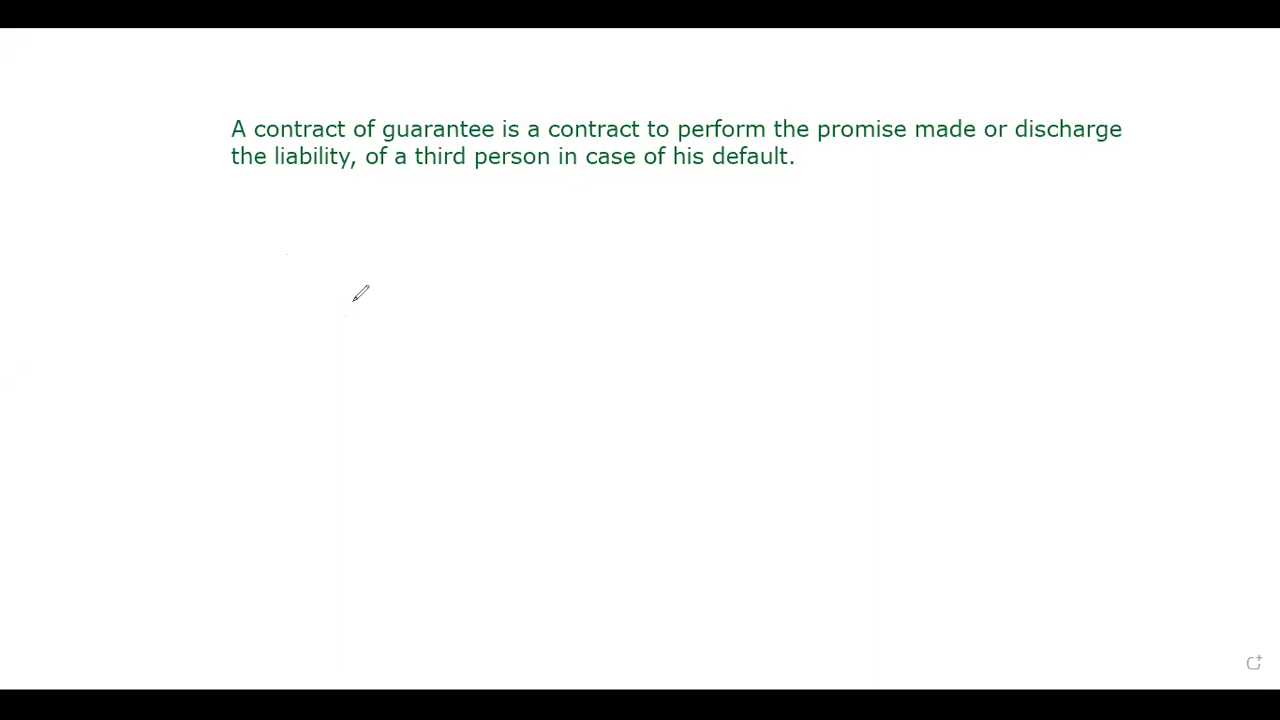 A contract of guarantee is a contract to perform the promise made or discharge
the liability, of a third person in case of his default.